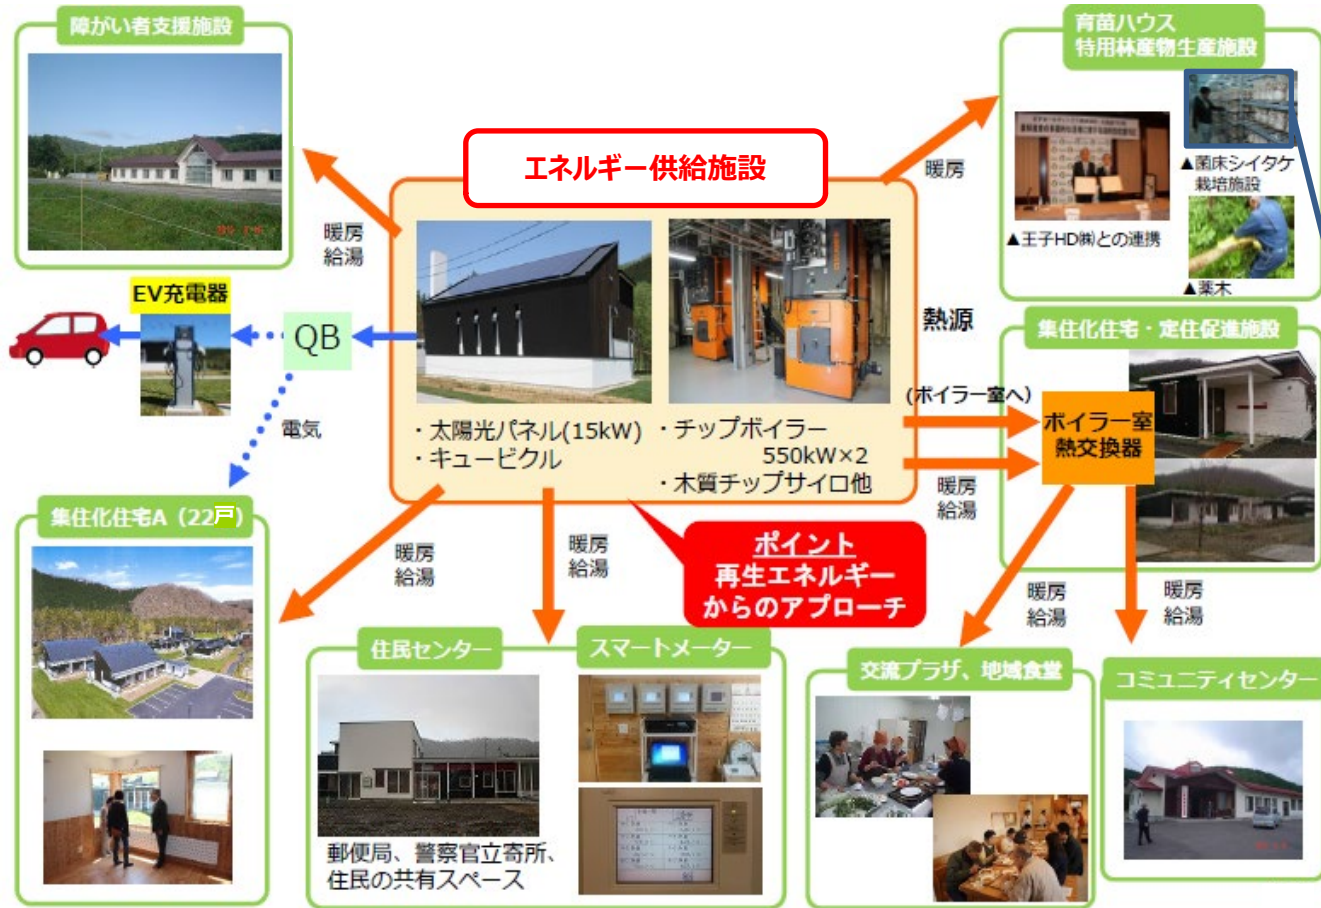 障がい者支援施設
育苗ハウス
特用林産物生産施設
エネルギー供給施設
暖房
▲菌床シイタケ
栽培施設
▲王子HD㈱との連携
▲薬木
暖房
給湯
EV充電器
QB
電気
熱源
・太陽光パネル(15kW)
・キュービクル
・チップボイラー
550kW×2
・木質チップサイロ他
集住化住宅・定住促進施設
(ボイラー室へ)
ボイラー室
熱交換器
暖房
給湯
ポイント
再生エネルギー
からのアプローチ
集住化住宅A（22戸）
暖房
給湯
暖房
給湯
暖房
給湯
暖房
給湯
住民センター
スマートメーター
郵便局、警察官立寄所、
住民の共有スペース
交流プラザ、地域食堂
コミュニティセンター